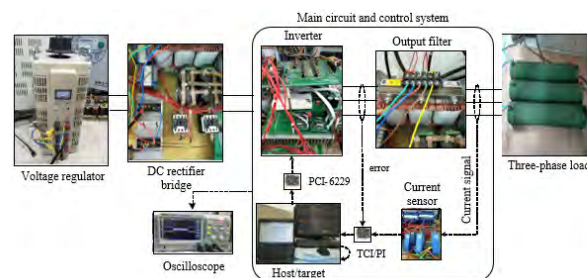 Main circuit and control system
Inverter
Output filter
Voltage regulator
DC rectifier
bridge
PCI-6229
error
Current signal
Three-phase load
Current
sensor
TCI/PI
Oscilloscope
Host/target